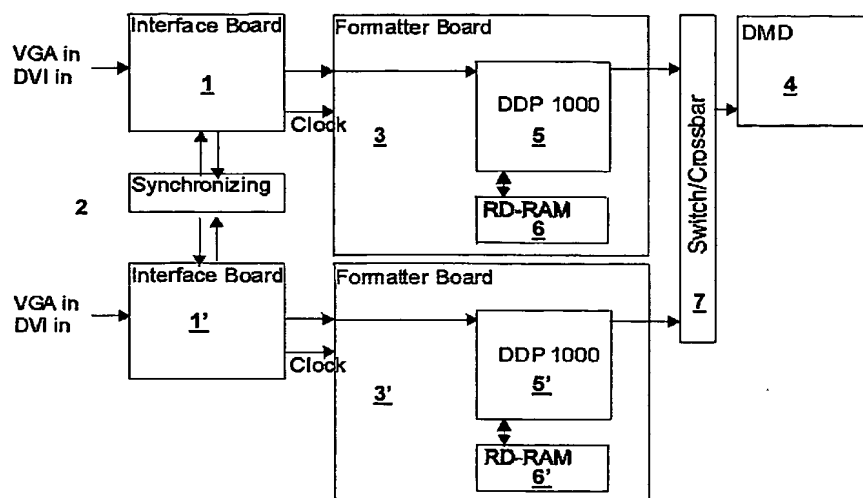 Interface Board
Formatter Board
DMD
VGA in
DVI in
1
DDP 1000
4
Clock
3
5
Switch/Crossbar
2
Synchronizing
RD-RAM
6
Interface Board
Formatter Board
7
VGA in
DVI in
1'
DDP 1000
Clock
3'
5'
RD-RAM
6'